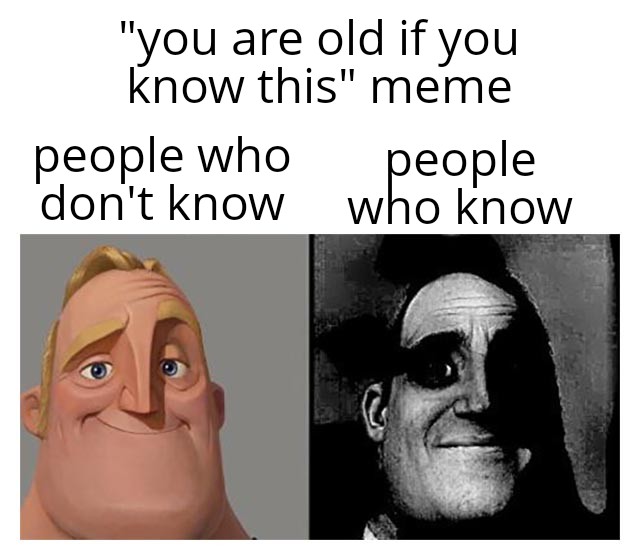 "you are old if you
know this" meme
people who
don't know
people
who know